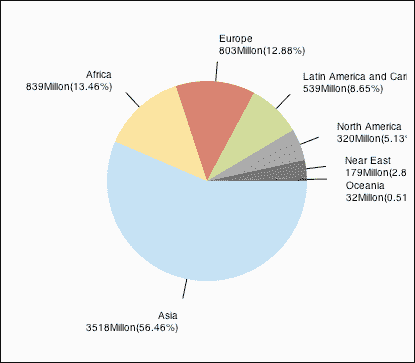 Europe
803Millon(12.88%)
Latin America and Car
539Millon(8.65%)
Africa
839Millon(13.46%)
North America
320Millon(5.13%
Near East
179Millon(2.8
Oceania
32Millon(0.51
Asia
3518Millon(56.46%)